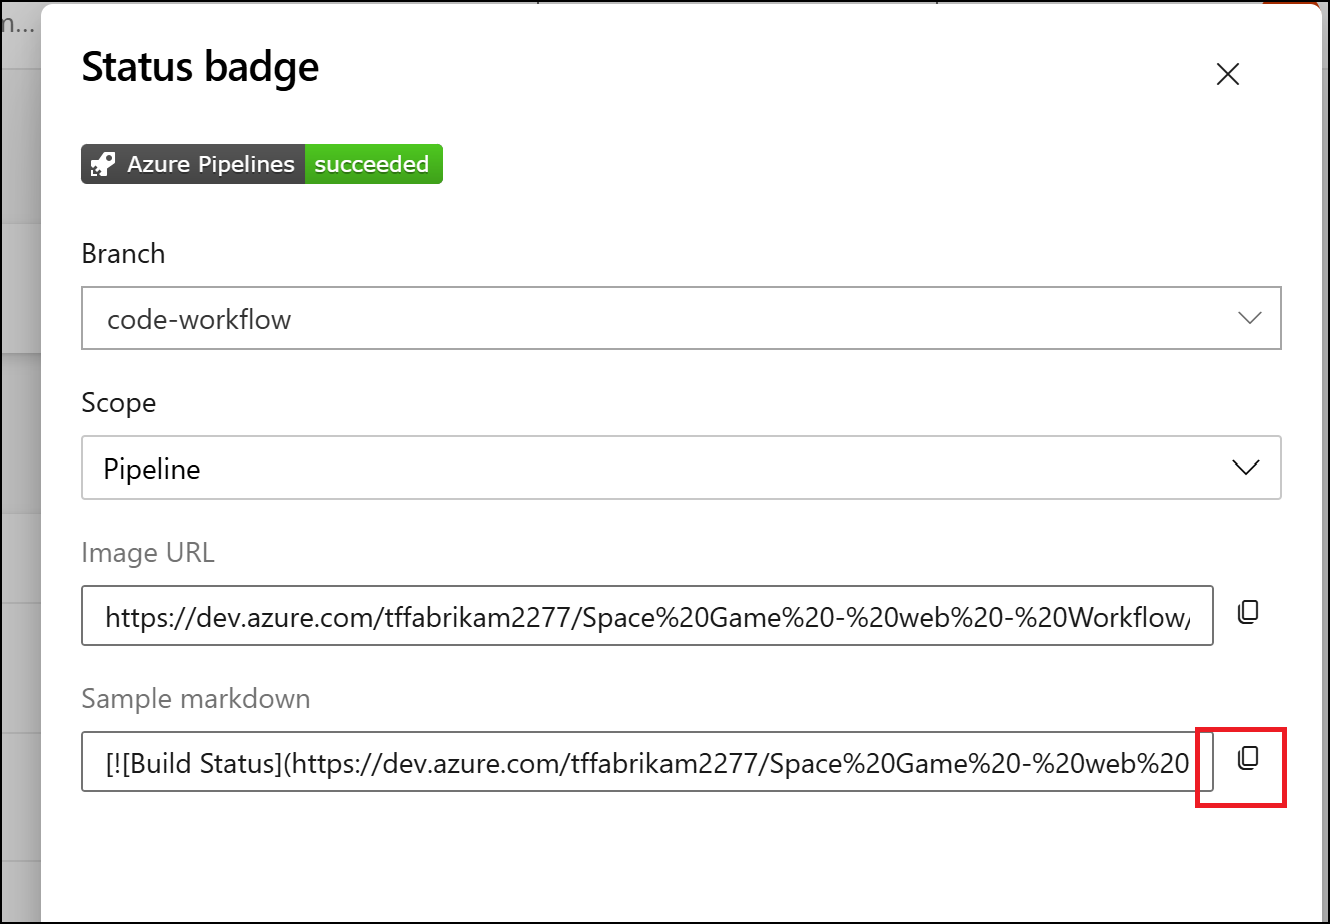 Status badge
Azure Pipelines succeeded
Branch
code-workflow
Scope
Pipeline
Image URL
https://dev.azure.com/tffabrikam2277/Space%20Game%20-%20web%20-%20Workflow/
Sample markdown
[![Build Status](https://dev.azure.com/tffabrikam2277/Space%20Game%20-%20web%20